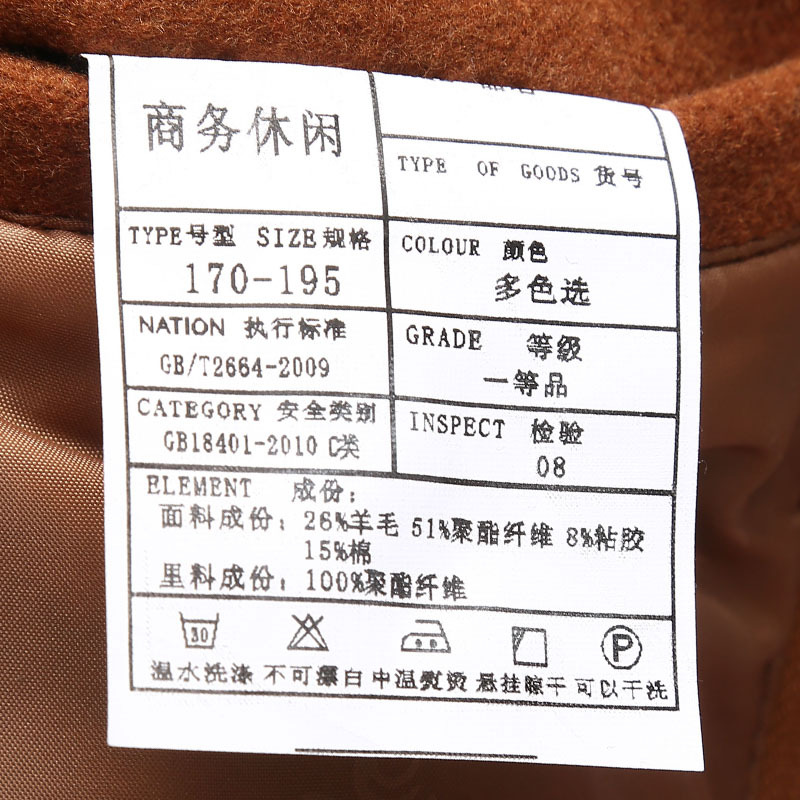 商务休闲
TYPE OF GOODS 货号
TYPE号型 SIZE规格
170-195
COLOUR 颜色
多色选
NATION 执行标准
GB/T2664-2009
GRADE 等级
一等品
CATEGORY 安全类别
GB18401-2010 C类
INSPECT 检验
08
ELEMENT 成份:
面料成份: 26%羊毛 51%聚酯纤维 8%粘胶
15%棉
里料成份: 100%聚酯纤维
30
P
温水洗涤 不可漂白 中温熨烫 悬挂晾干 可以干洗